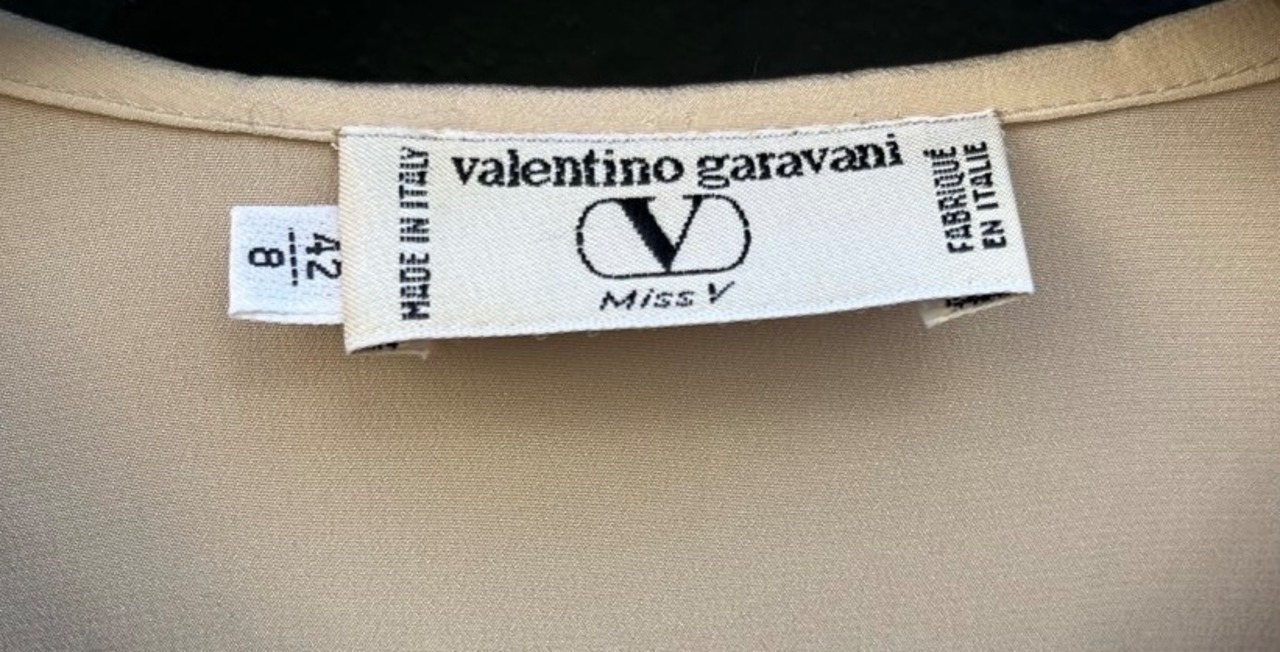 valentino garavani
V
Miss V
MADE IN ITALY
FABRIQUÉ
EN ITALIE
42
8